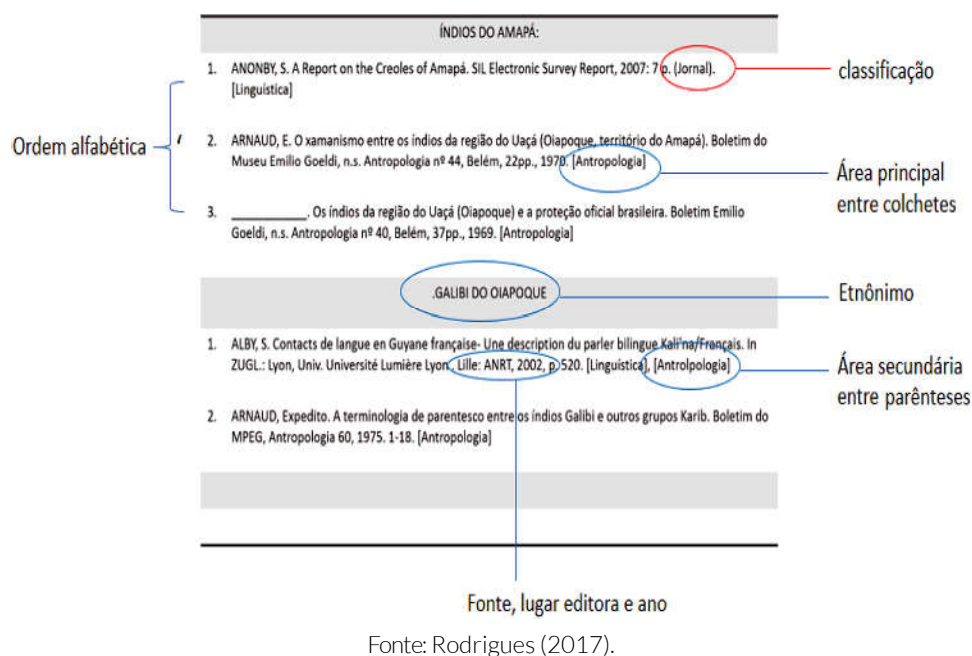 ÍNDIOS DO AMAPÁ:
1. ANONBY, S. A Report on the Creoles of Amapá. SIL Electronic Survey Report, 2007: 7 p. (Jornal).
[Linguística]
classificação
Ordem alfabética
2. ARNAUD, E. O xamanismo entre os índios da região do Uaçá (Oiapoque, território do Amapá). Boletim do
Museu Emilio Goeldi, n.s. Antropologia nº 44, Belém, 22pp., 1970. [Antropologia]
Área principal
entre colchetes
3. ____________. Os índios da região do Uaçá (Oiapoque) e a proteção oficial brasileira. Boletim Emilio
Goeldi, n.s. Antropologia nº 40, Belém, 37pp., 1969. [Antropologia]
.GALIBI DO OIAPOQUE
Etnônimo
1. ALBY, S. Contacts de langue en Guyane française- Une description du parler bilingue Kali'na/Français. In
ZUGL.: Lyon, Univ. Université Lumière Lyon, Lille: ANRT, 2002, p. 520. [Linguística], [Antrolpologia]
Área secundária
entre parênteses
2. ARNAUD, Expedito. A terminologia de parentesco entre os índios Galibi e outros grupos Karib. Boletim do
MPEG, Antropologia 60, 1975. 1-18. [Antropologia]
Fonte, lugar editora e ano
Fonte: Rodrigues (2017).